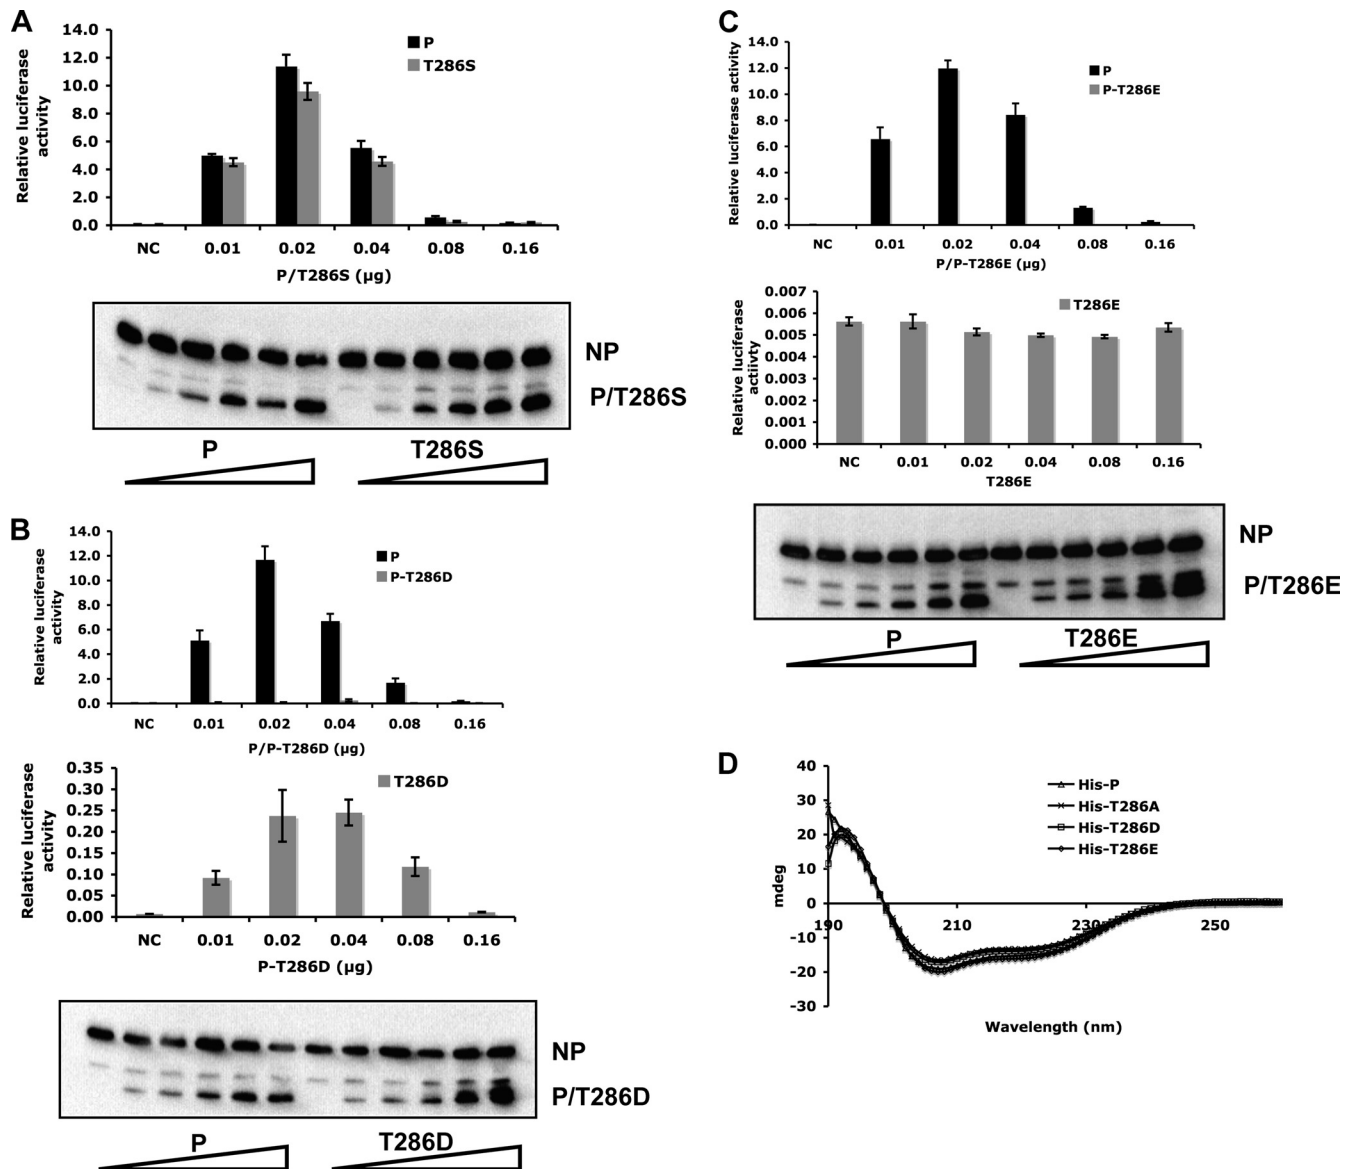 A
Relative luciferase
activity
14.0
12.0
10.0
8.0
6.0
4.0
2.0
0.0
P
T286S
NC 0.01 0.02 0.04 0.08 0.16
P/T286S (μg)
NP
P/T286S
P T286S
B
Relative luciferase
activity
14.0
12.0
10.0
8.0
6.0
4.0
2.0
0.0
P
P-T286D
NC 0.01 0.02 0.04 0.08 0.16
P/P-T286D (μg)
Relative luciferase
activity
0.35
0.30
0.25
0.20
0.15
0.10
0.05
0.00
T286D
NC 0.01 0.02 0.04 0.08 0.16
P-T286D (μg)
NP
P/T286D
P T286D
C
Relative luciferase activity
14.0
12.0
10.0
8.0
6.0
4.0
2.0
0.0
P
P-T286E
NC 0.01 0.02 0.04 0.08 0.16
P/P-T286E (μg)
Relative luciferase
actiivty
0.007
0.006
0.005
0.004
0.003
0.002
0.001
0.000
T286E
NC 0.01 0.02 0.04 0.08 0.16
T286E
NP
P/T286E
P T286E
D
mdeg
40
30
20
10
0
-10
-20
-30
190 210 230 250
His-P
His-T286A
His-T286D
His-T286E
Wavelength (nm)